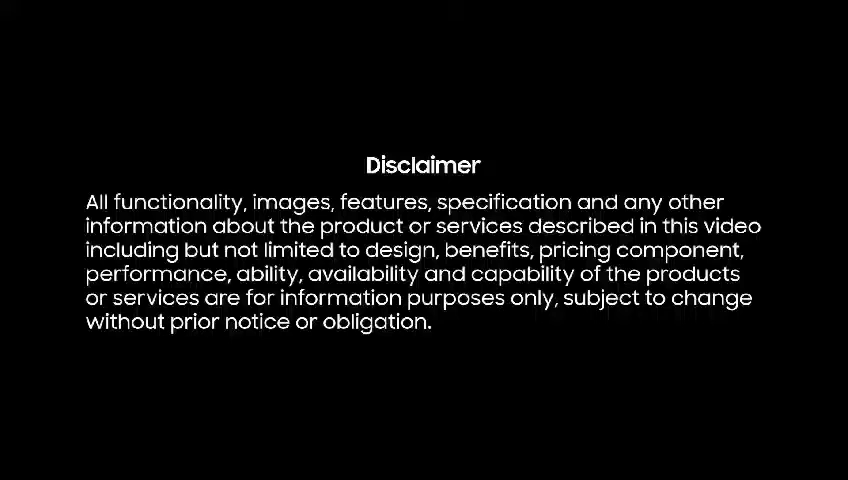 Disclaimer
All functionality, images, features, specification and any other
information about the product or services described in this video
including but not limited to design, benefits, pricing component,
performance, ability, availability and capability of the products
or services are for information purposes only, subject to change
without prior notice or obligation.